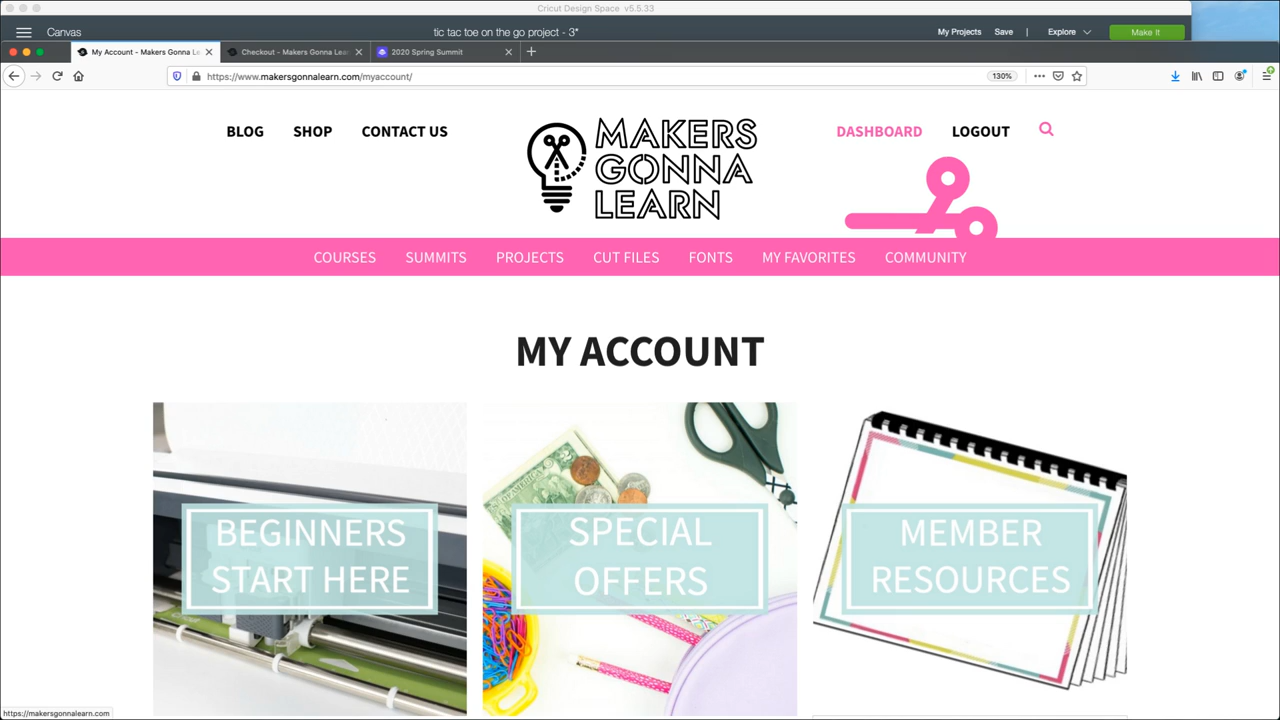 Cricut Design Space v5.5.33
Canvas
tic tac toe on the go project - 3*
My Projects Save | Explore Make It
My Account - Makers Gonna Le
Checkout - Makers Gonna Lear
2020 Spring Summit
https://www.makersgonnalearn.com/myaccount/
130%
BLOG SHOP CONTACT US
MAKERS
GONNA
LEARN
DASHBOARD LOGOUT
COURSES SUMMITS PROJECTS CUT FILES FONTS MY FAVORITES COMMUNITY
MY ACCOUNT
BEGINNERS
START HERE
SPECIAL
OFFERS
MEMBER
RESOURCES
https://makersgonnalearn.com